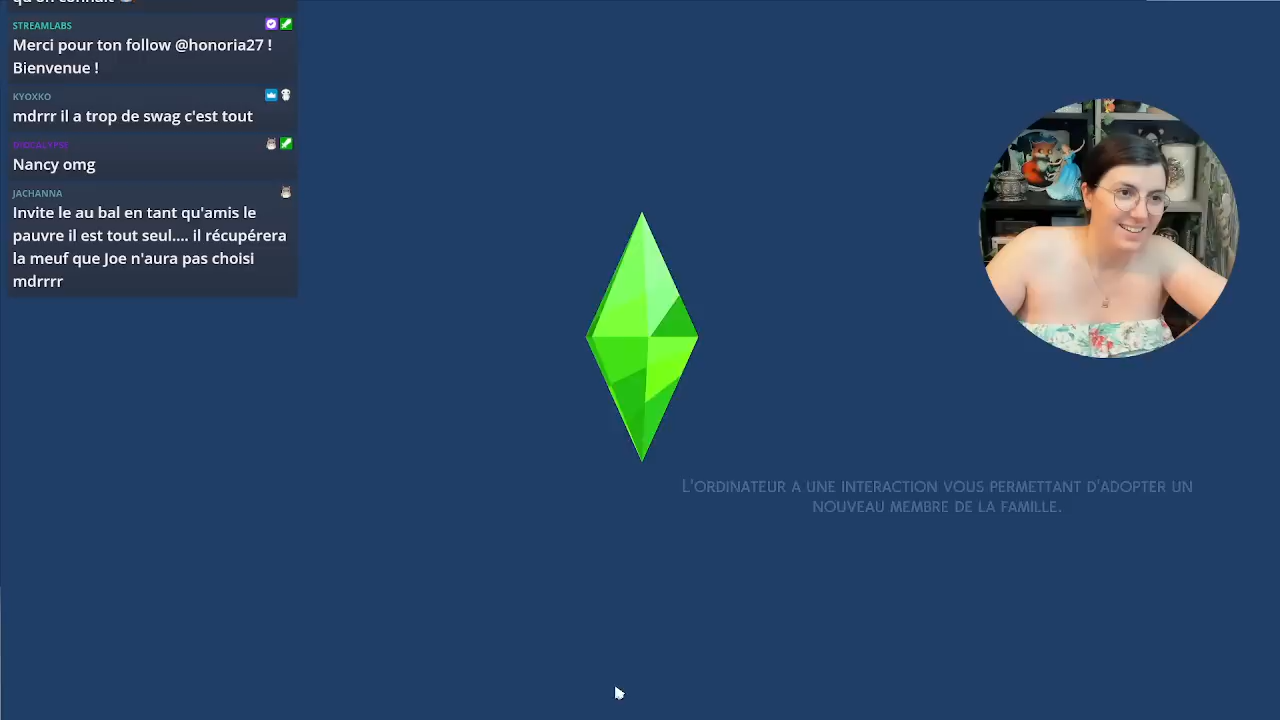 STREAMLABS
Merci pour ton follow @honoria27 !
Bienvenue !
KYOXKO
mdrrr il a trop de swag c'est tout
Nancy omg
JACHANNA
Invite le au bal en tant qu'amis le
pauvre il est tout seul.... il récupérera
la meuf que Joe n'aura pas choisi
mdrrrr
L'ORDINATEUR A UNE INTERACTION VOUS PERMETTANT D'ADOPTER UN
NOUVEAU MEMBRE DE LA FAMILLE.